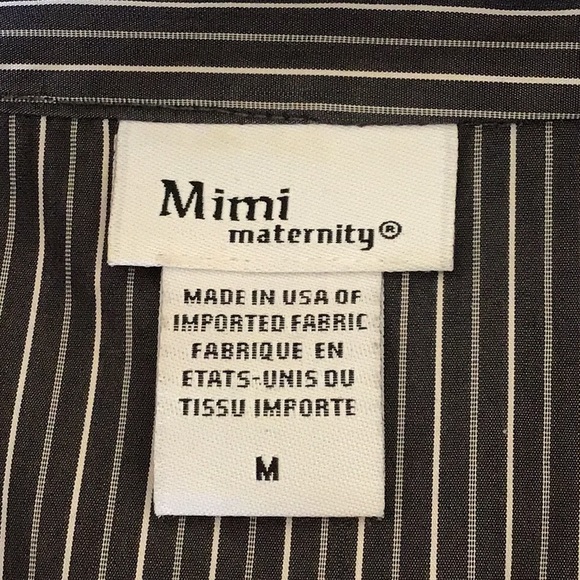 Mimi
maternity®
MADE IN USA OF
IMPORTED FABRIC
FABRIQUE EN
ETATS-UNIS DU
TISSU IMPORTE
M